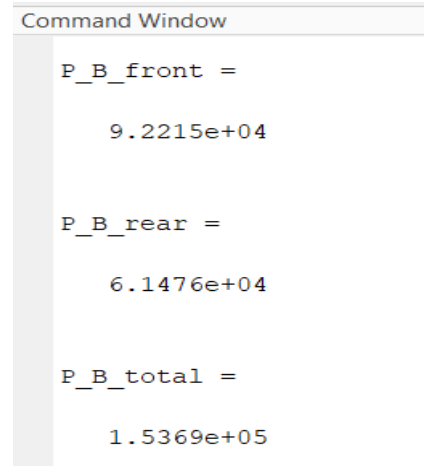 Command Window
P_B_front =
9.2215e+04
P_B_rear =
6.1476e+04
P_B_total =
1.5369e+05